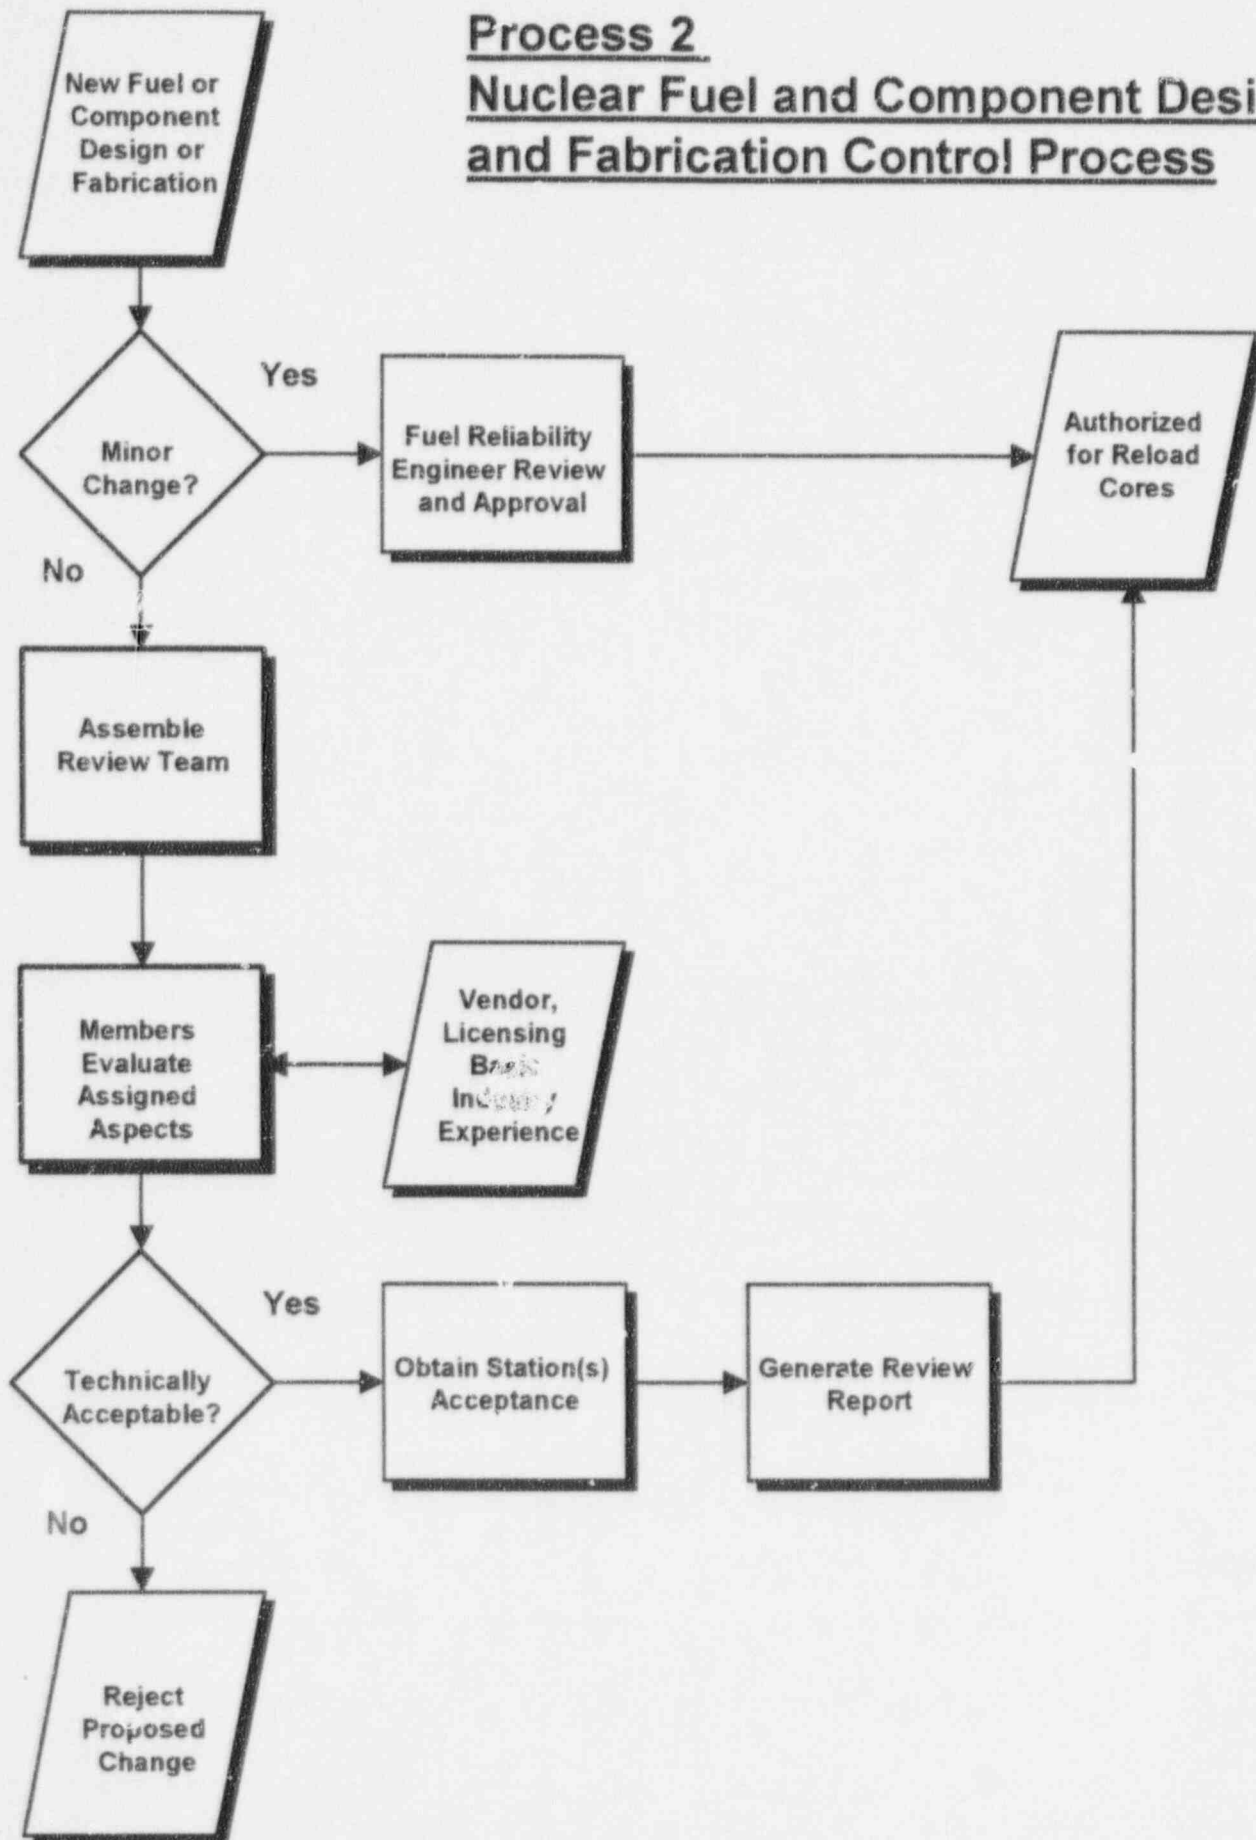 Process 2
Nuclear Fuel and Component Desi
and Fabrication Control Process
New Fuel or
Component
Design or
Fabrication
Minor
Change?
Yes
Fuel Reliability
Engineer Review
and Approval
Authorized
for Reload
Cores
No
Assemble
Review Team
Members
Evaluate
Assigned
Aspects
Vendor,
Licensing
Experience
Technically
Acceptable?
Yes
Obtain Station(s)
Acceptance
Generate Review
Report
No
Reject
Proposed
Change